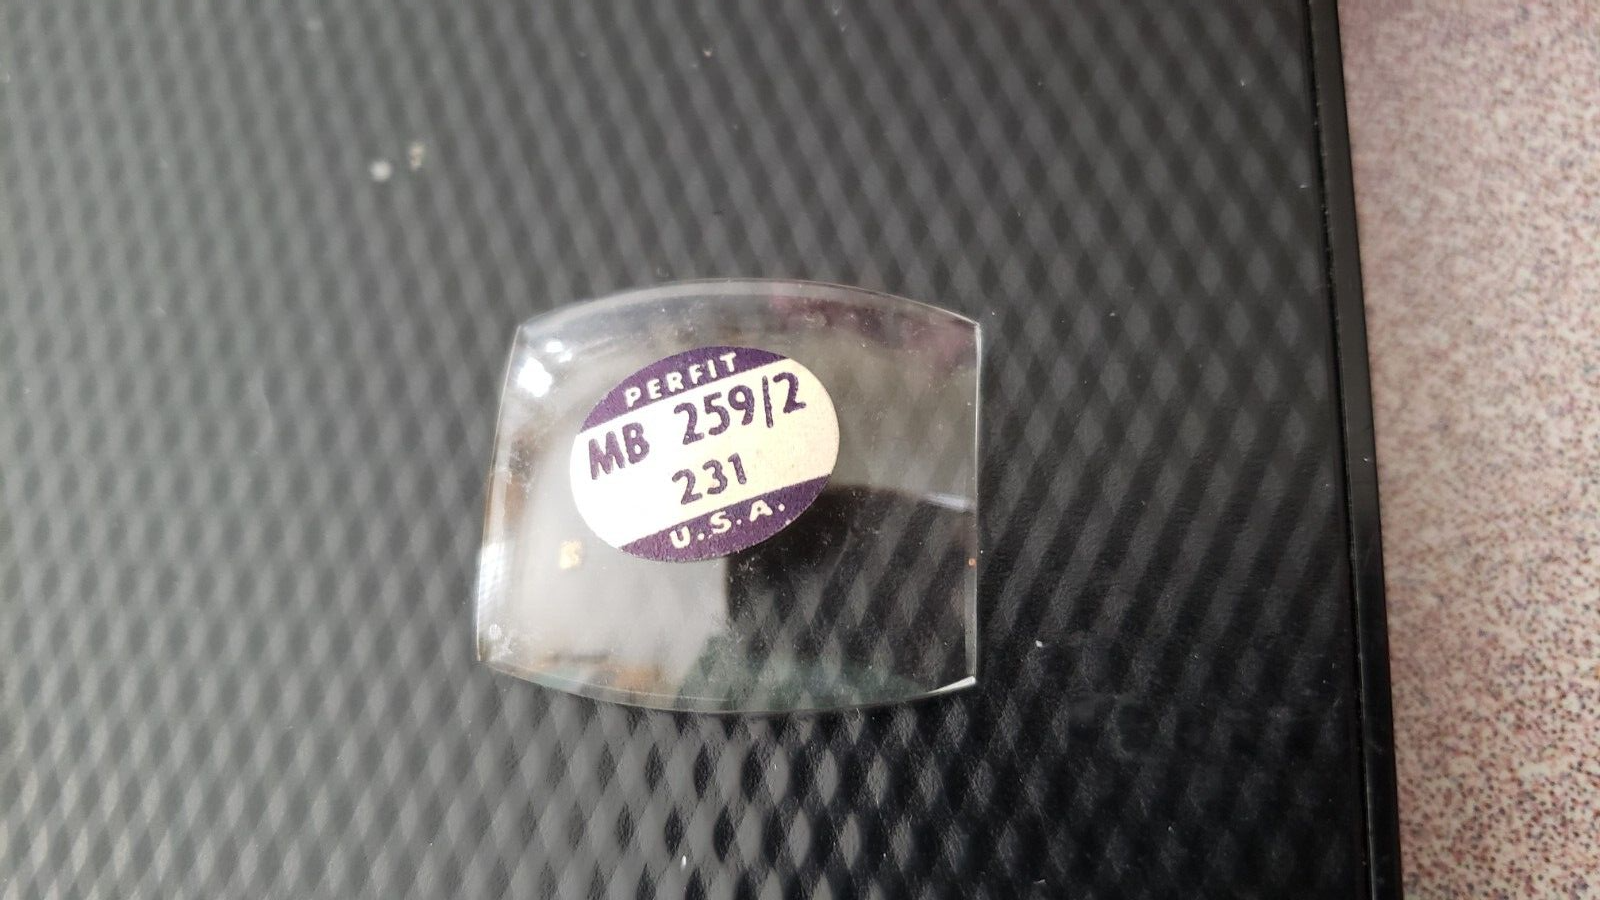 PERFIT
MB 259/2
231
U.S.A.